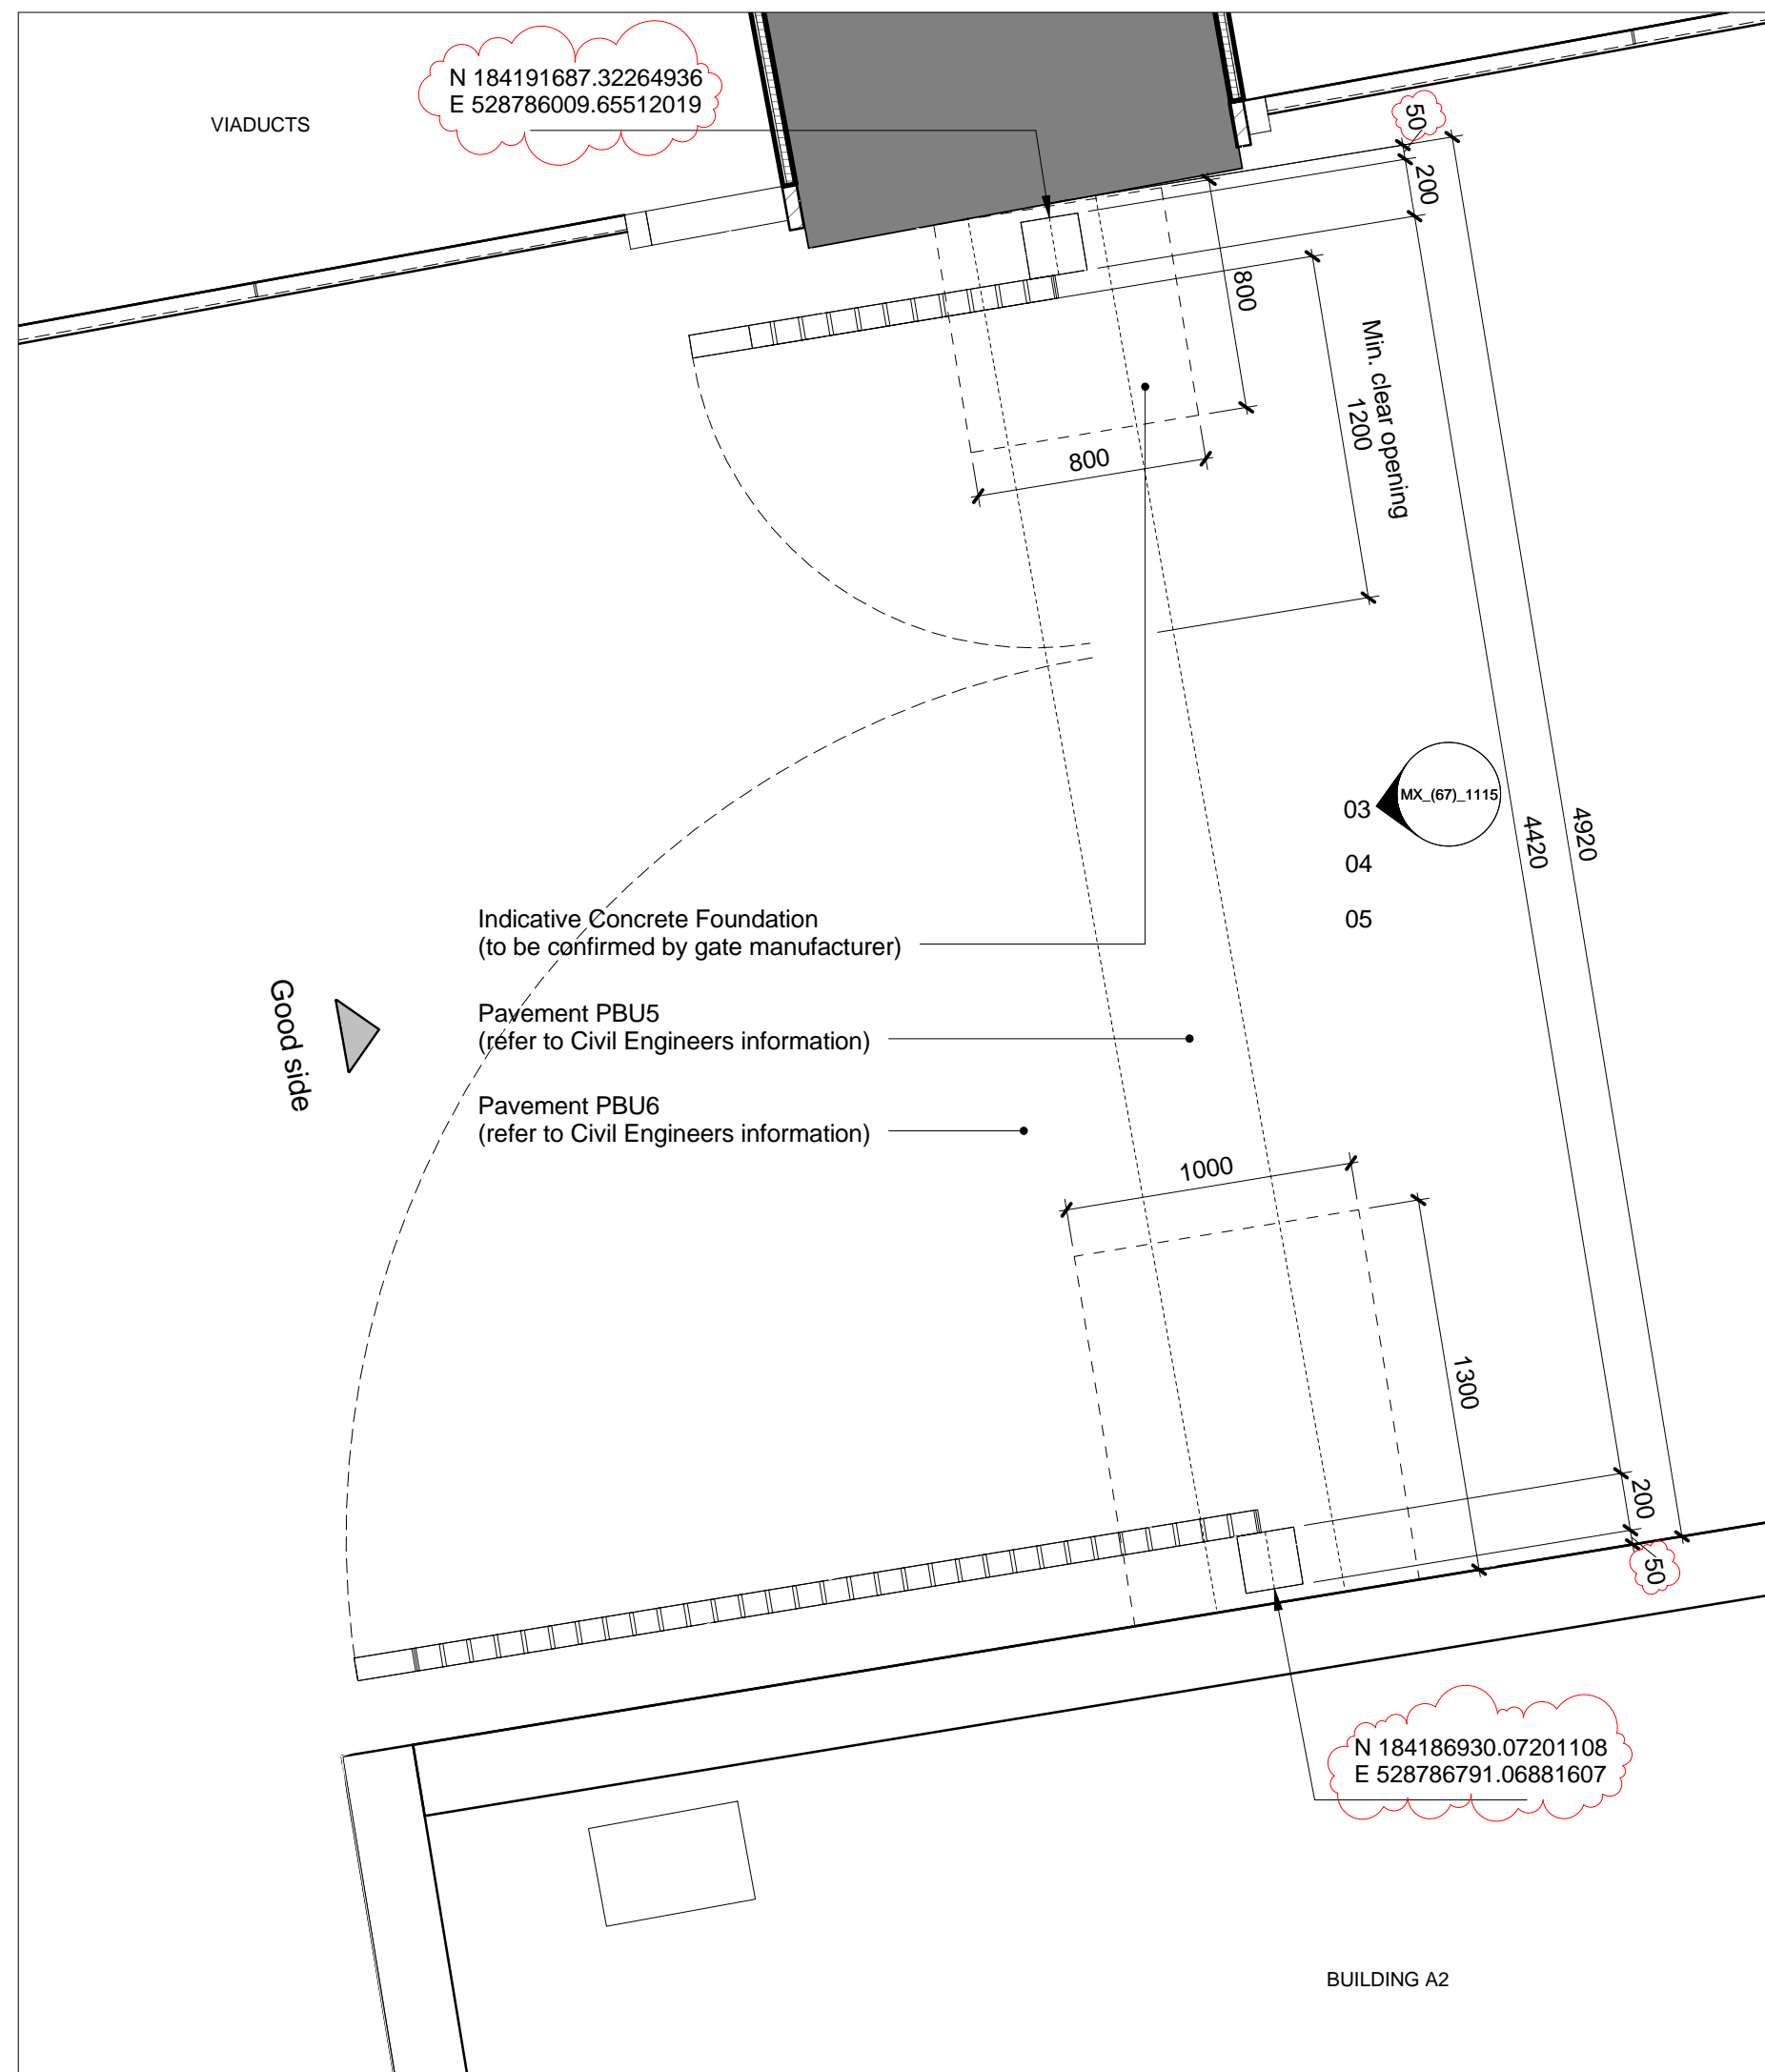 N 184191687.32264936
E 528786009.65512019
VIADUCTS
50
200
800
Min. clear opening
1200
800
03
MX_(67)_1115
04
05
4420
4920
Indicative Concrete Foundation
(to be confirmed by gate manufacturer)
Good side
Pavement PBU5
(refer to Civil Engineers information)
Pavement PBU6
(refer to Civil Engineers information)
1000
1300
200
50
N 184186930.07201108
E 528786791.06881607
BUILDING A2